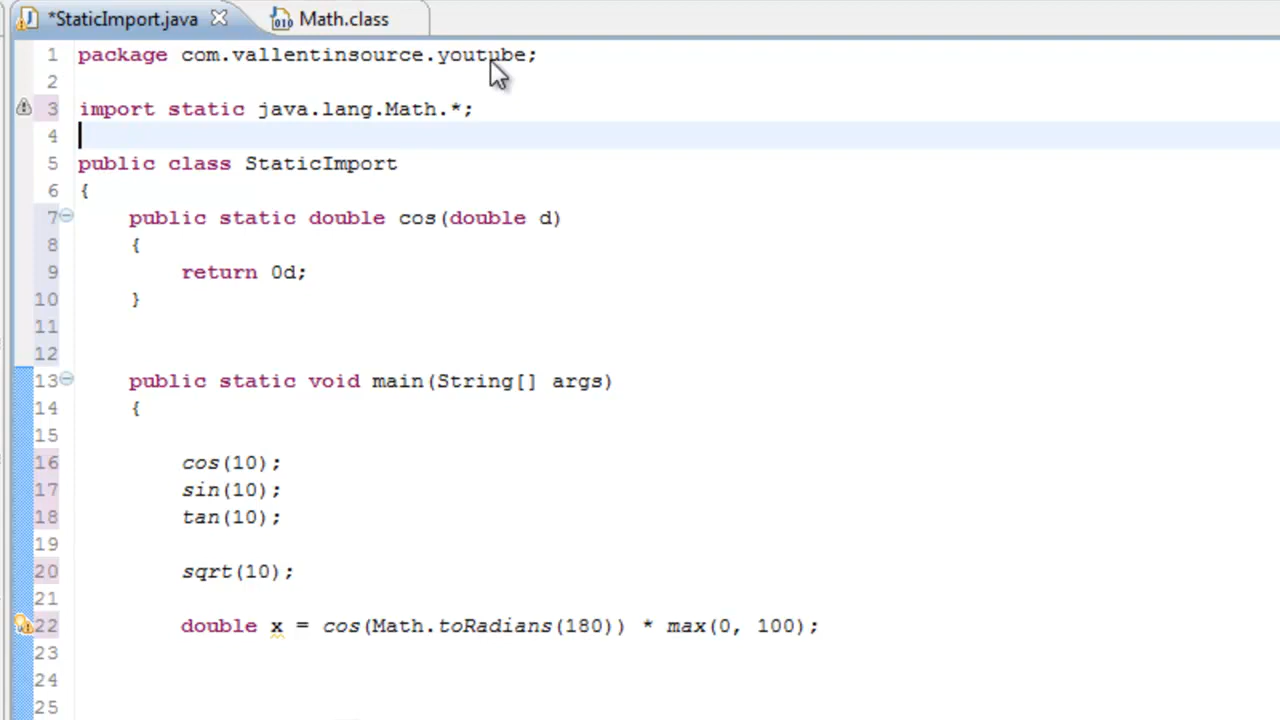 *StaticImport.java Math.class
1 package com.vallentinsource.youtube;
2
3 import static java.lang.Math.*;
4
5 public class StaticImport
6 {
7 public static double cos(double d)
8 {
9 return 0d;
10 }
11
12
13 public static void main(String[] args)
14 {
15
16 cos(10);
17 sin(10);
18 tan(10);
19
20 sqrt(10);
21
22 double x = cos(Math.toRadians(180)) * max(0, 100);
23
24
25